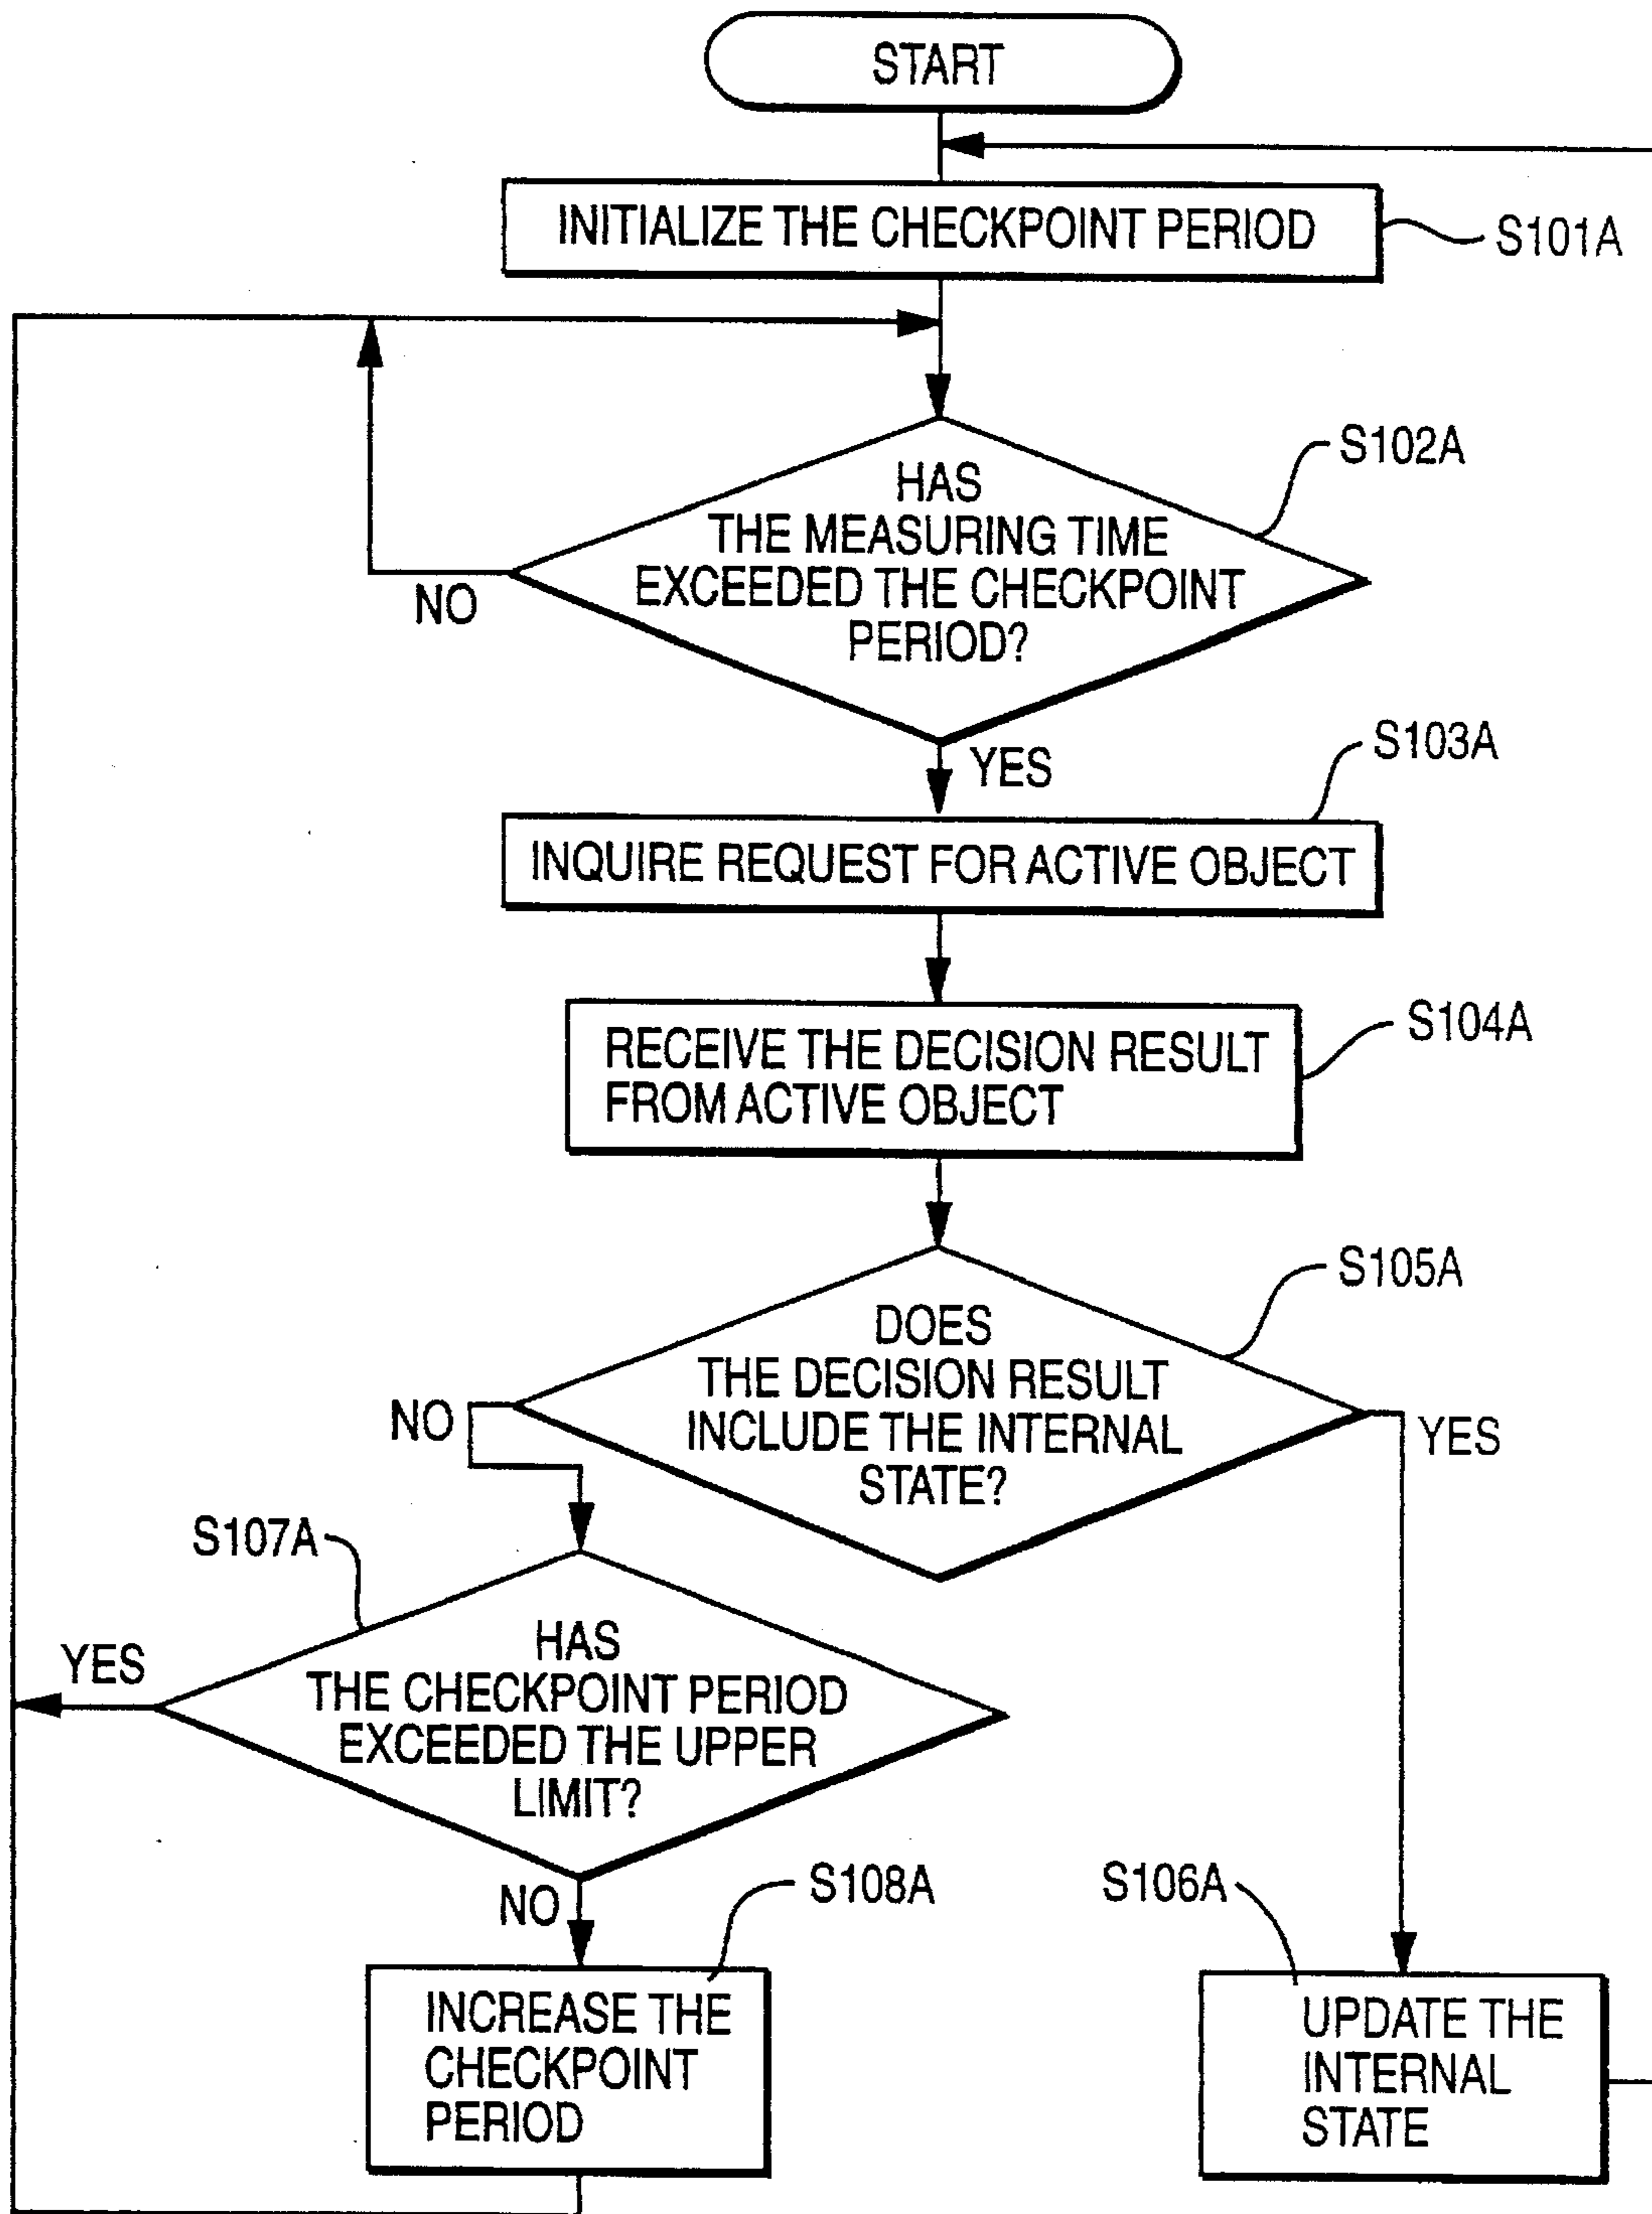 START
INITIALIZE THE CHECKPOINT PERIOD
S101A
HAS
THE MEASURING TIME
EXCEEDED THE CHECKPOINT
PERIOD?
S102A
NO
YES
S103A
INQUIRE REQUEST FOR ACTIVE OBJECT
RECEIVE THE DECISION RESULT
FROM ACTIVE OBJECT
S104A
S105A
DOES
THE DECISION RESULT
INCLUDE THE INTERNAL
STATE?
NO
YES
S107A
HAS
THE CHECKPOINT PERIOD
EXCEEDED THE UPPER
LIMIT?
YES
NO
S108A
INCREASE THE
CHECKPOINT
PERIOD
S106A
UPDATE THE
INTERNAL
STATE